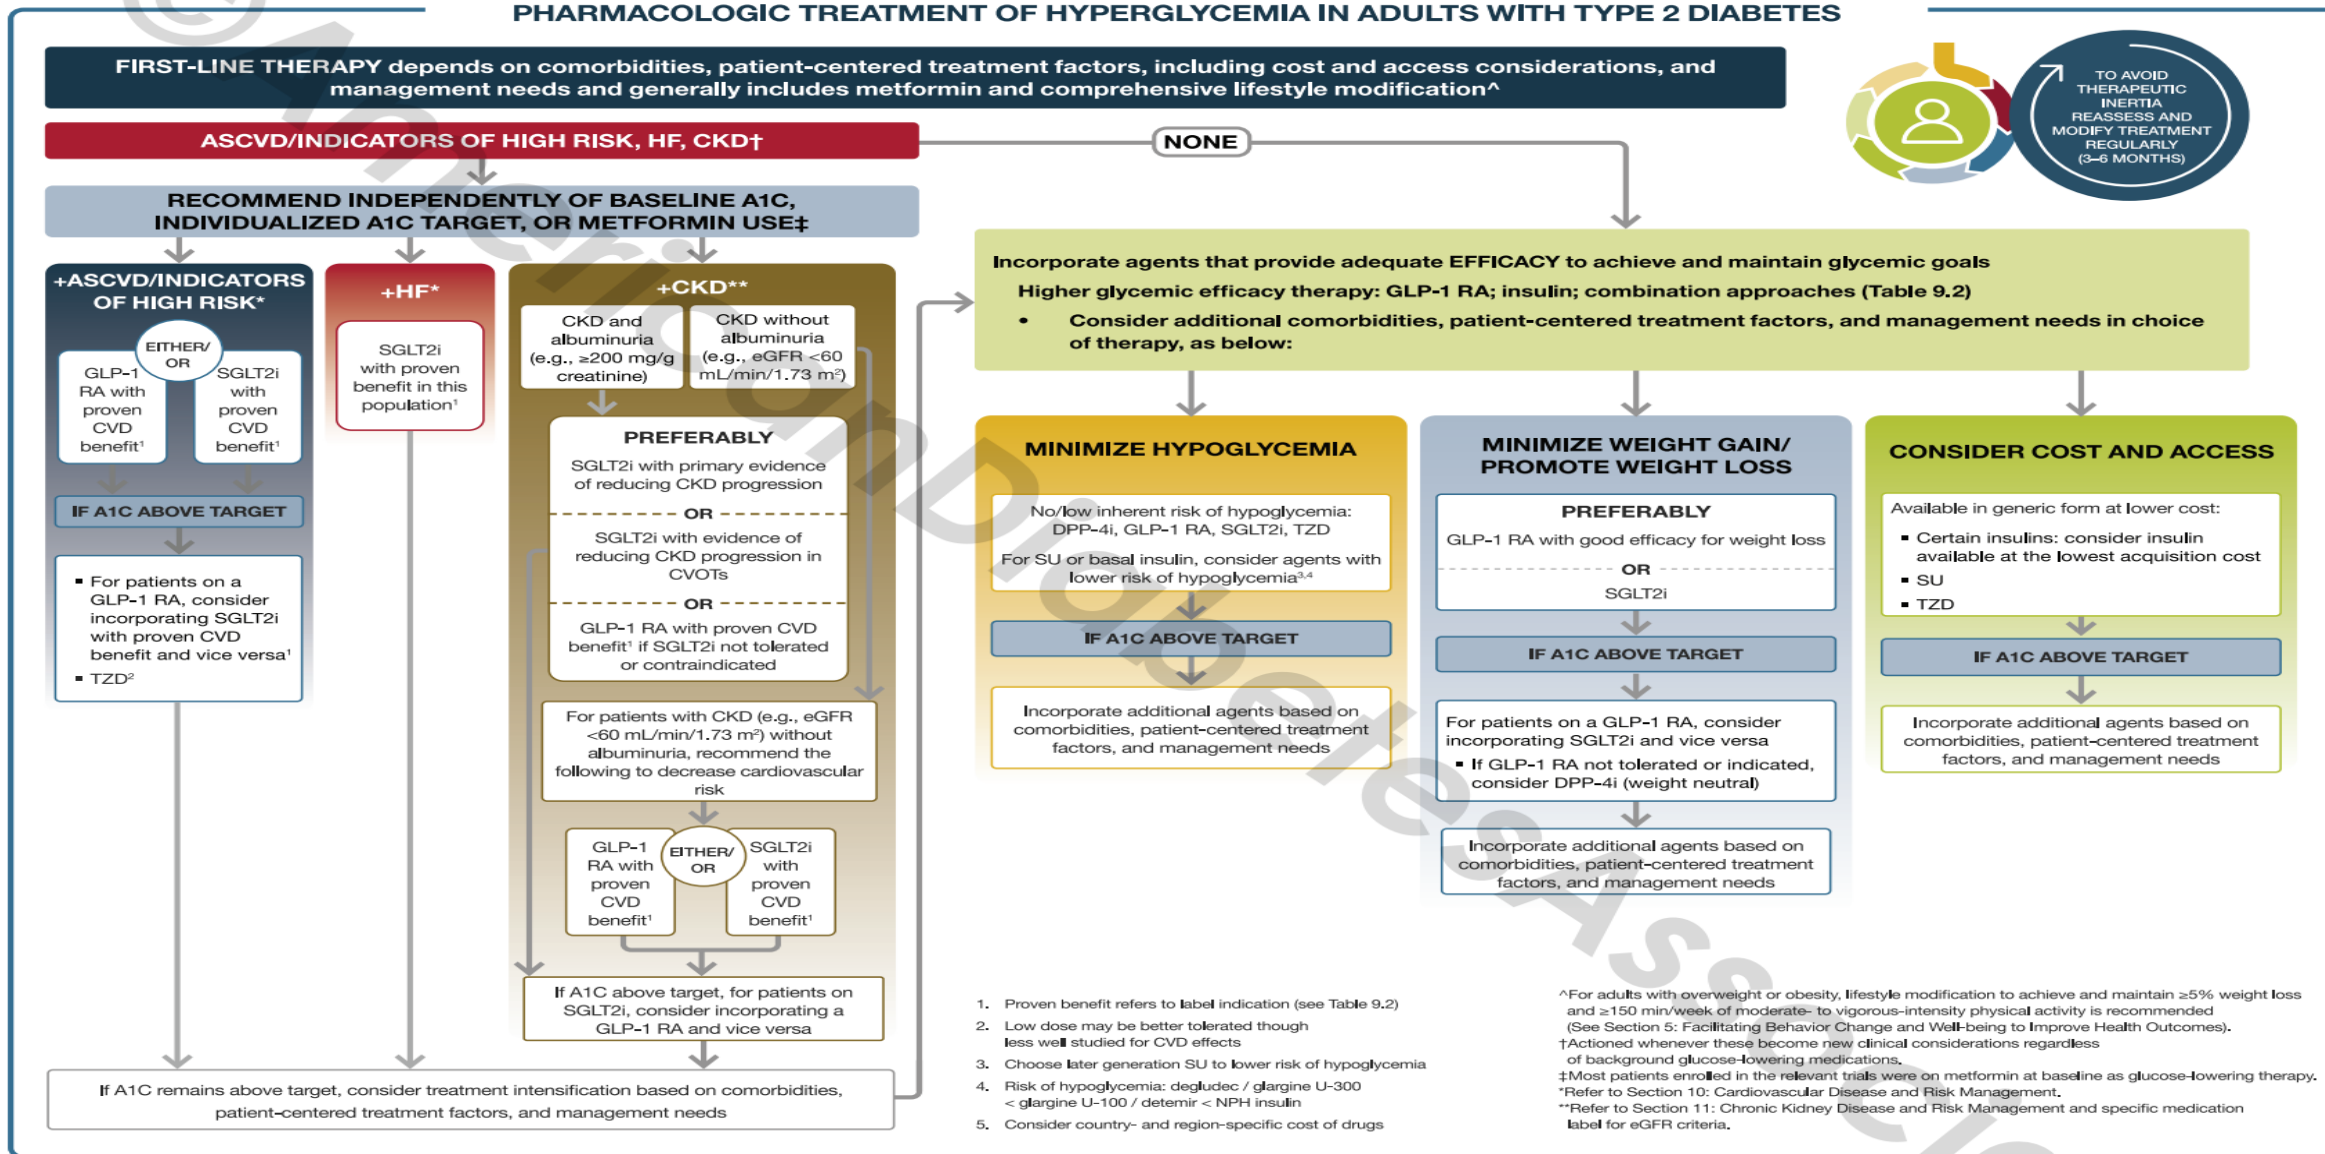 PHARMACOLOGIC TREATMENT OF HYPERGLYCEMIA IN ADULTS WITH TYPE 2 DIABETES
FIRST-LINE THERAPY depends on comorbidities, patient-centered treatment factors, including cost and access considerations, and
management needs and generally includes metformin and comprehensive lifestyle modification^
TO AVOID
THERAPEUTIC
INERTIA
REASSESS AND
MODIFY TREATMENT
REGULARLY
(3–6 MONTHS)
ASCVD/INDICATORS OF HIGH RISK, HF, CKD†
NONE
RECOMMEND INDEPENDENTLY OF BASELINE A1C,
INDIVIDUALIZED A1C TARGET, OR METFORMIN USE‡
+ASCVD/INDICATORS
OF HIGH RISK*
EITHER/
OR
GLP-1
RA with
proven
CVD
benefit¹
SGLT2i
with
proven
CVD
benefit¹
IF A1C ABOVE TARGET
▪ For patients on a
GLP-1 RA, consider
incorporating SGLT2i
with proven CVD
benefit and vice versa¹
▪ TZD²
+HF*
SGLT2i
with proven
benefit in this
population¹
+CKD**
CKD and
albuminuria
(e.g., ≥200 mg/g
creatinine)
CKD without
albuminuria
(e.g., eGFR <60
mL/min/1.73 m²)
PREFERABLY
SGLT2i with primary evidence
of reducing CKD progression
OR
SGLT2i with evidence of
reducing CKD progression in
CVOTs
OR
GLP-1 RA with proven CVD
benefit¹ if SGLT2i not tolerated
or contraindicated
For patients with CKD (e.g., eGFR
<60 mL/min/1.73 m²) without
albuminuria, recommend the
following to decrease cardiovascular
risk
GLP-1
RA with
proven
CVD
benefit¹
EITHER/
OR
SGLT2i
with
proven
CVD
benefit¹
If A1C above target, for patients on
SGLT2i, consider incorporating a
GLP-1 RA and vice versa
If A1C remains above target, consider treatment intensification based on comorbidities,
patient-centered treatment factors, and management needs
Incorporate agents that provide adequate EFFICACY to achieve and maintain glycemic goals
Higher glycemic efficacy therapy: GLP-1 RA; insulin; combination approaches (Table 9.2)
• Consider additional comorbidities, patient-centered treatment factors, and management needs in choice
of therapy, as below:
MINIMIZE HYPOGLYCEMIA
No/low inherent risk of hypoglycemia:
DPP-4i, GLP-1 RA, SGLT2i, TZD
For SU or basal insulin, consider agents with
lower risk of hypoglycemia³,⁴
IF A1C ABOVE TARGET
Incorporate additional agents based on
comorbidities, patient-centered treatment
factors, and management needs
MINIMIZE WEIGHT GAIN/
PROMOTE WEIGHT LOSS
PREFERABLY
GLP-1 RA with good efficacy for weight loss
OR
SGLT2i
IF A1C ABOVE TARGET
For patients on a GLP-1 RA, consider
incorporating SGLT2i and vice versa
▪ If GLP-1 RA not tolerated or indicated,
consider DPP-4i (weight neutral)
Incorporate additional agents based on
comorbidities, patient-centered treatment
factors, and management needs
CONSIDER COST AND ACCESS
Available in generic form at lower cost:
▪ Certain insulins: consider insulin
available at the lowest acquisition cost
▪ SU
▪ TZD
IF A1C ABOVE TARGET
Incorporate additional agents based on
comorbidities, patient-centered treatment
factors, and management needs
1. Proven benefit refers to label indication (see Table 9.2)
2. Low dose may be better tolerated though
less well studied for CVD effects
3. Choose later generation SU to lower risk of hypoglycemia
4. Risk of hypoglycemia: degludec / glargine U-300
< glargine U-100 / detemir < NPH insulin
5. Consider country- and region-specific cost of drugs
^For adults with overweight or obesity, lifestyle modification to achieve and maintain ≥5% weight loss
and ≥150 min/week of moderate- to vigorous-intensity physical activity is recommended
(See Section 5: Facilitating Behavior Change and Well-being to Improve Health Outcomes).
†Actioned whenever these become new clinical considerations regardless
of background glucose-lowering medications.
‡Most patients enrolled in the relevant trials were on metformin at baseline as glucose-lowering therapy.
*Refer to Section 10: Cardiovascular Disease and Risk Management.
**Refer to Section 11: Chronic Kidney Disease and Risk Management and specific medication
label for eGFR criteria.
©AmericanDiabetesAssoci